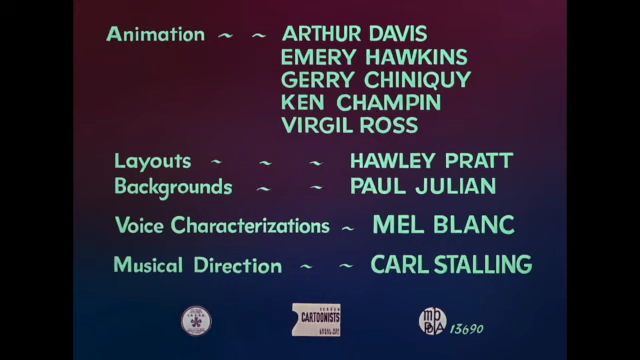 Animation ~ ~ ARTHUR DAVIS
EMERY HAWKINS
GERRY CHINIQUY
KEN CHAMPIN
VIRGIL ROSS
Layouts ~ ~ ~ HAWLEY PRATT
Backgrounds ~ ~ PAUL JULIAN
Voice Characterizations ~ MEL BLANC
Musical Direction ~ ~ CARL STALLING
SCREEN
CARTOONISTS
13690